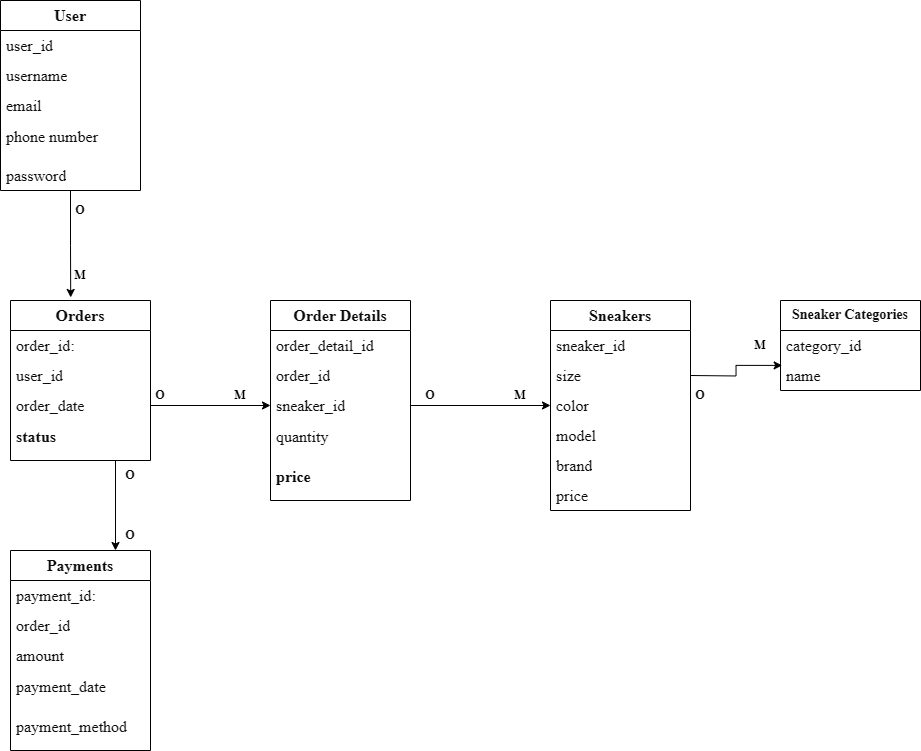 User
user_id
username
email
phone number
password
O
M
Orders
order_id:
user_id
order_date
status
O
M
Order Details
order_detail_id
order_id
sneaker_id
quantity
price
O
M
Sneakers
sneaker_id
size
color
model
brand
price
M
O
Sneaker Categories
category_id
name
O
O
Payments
payment_id:
order_id
amount
payment_date
payment_method